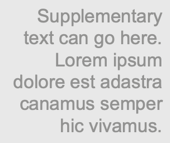 Supplementary
text can go here.
Lorem ipsum
dolore est adastra
canamus semper
hic vivamus.